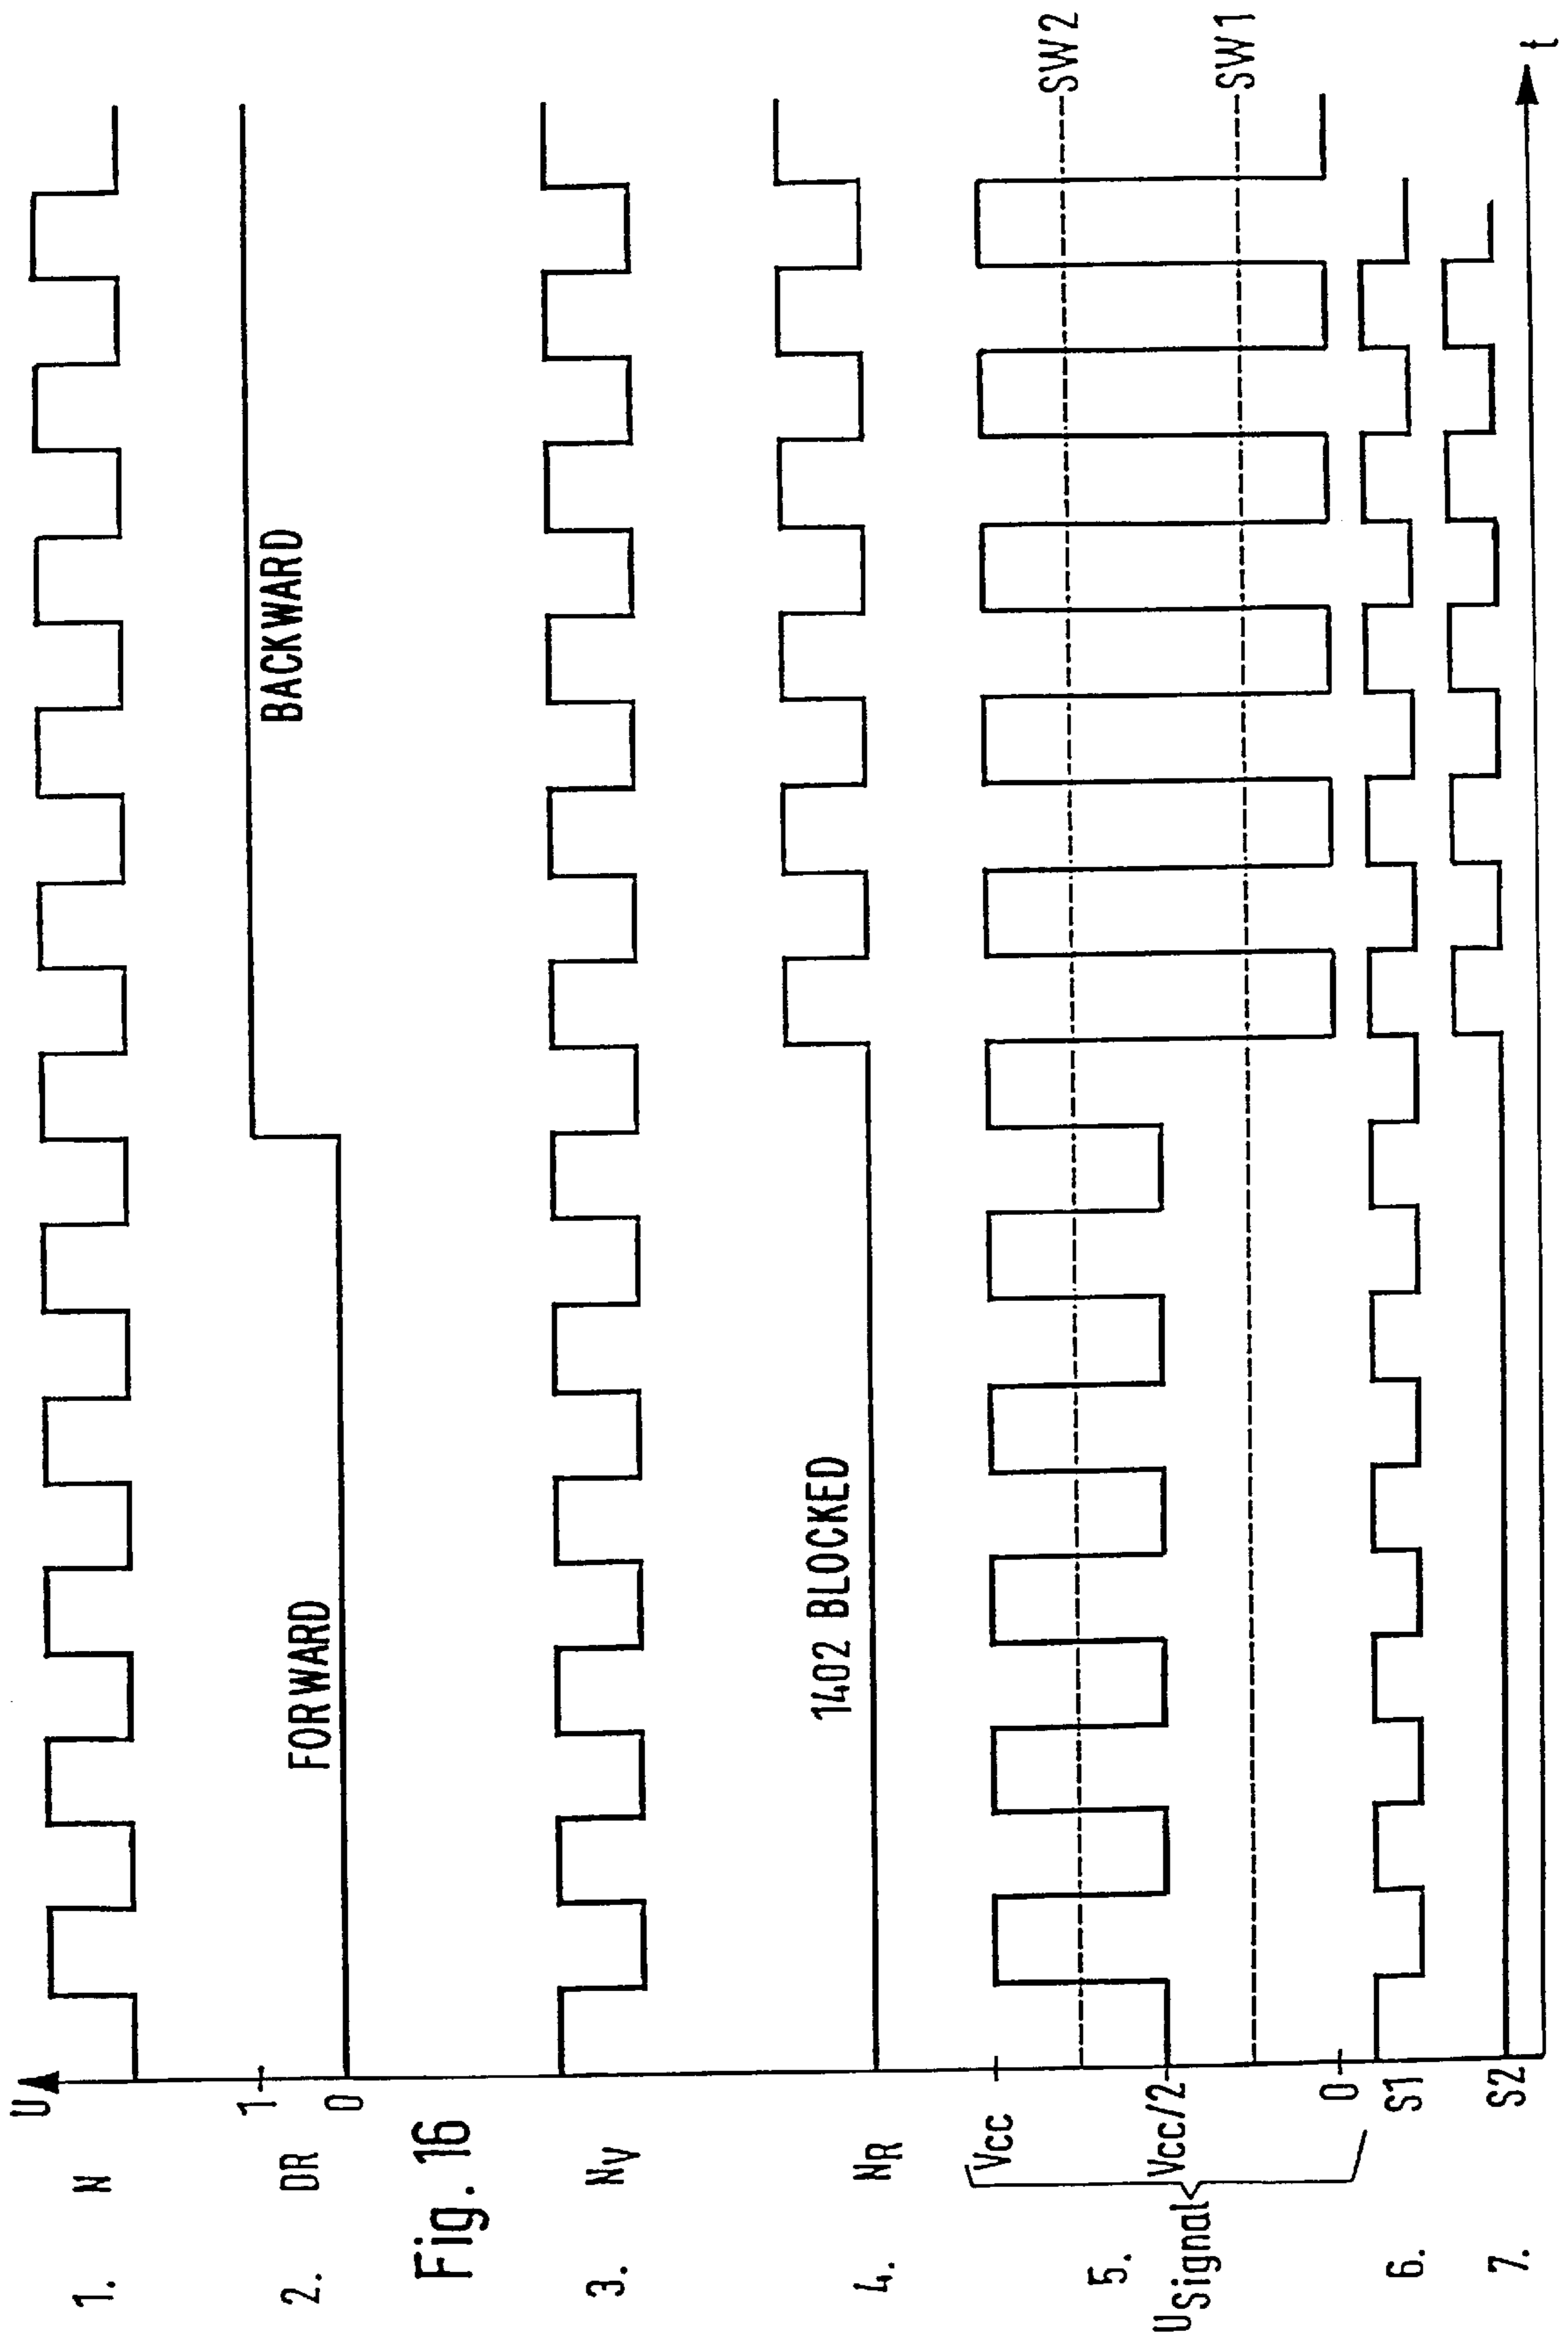 U
1. N
1
2. DR
0
FORWARD
BACKWARD
Fig. 16
3. NV
4. NR
1402 BLOCKED
Vcc
5. Vcc/2
USignal
0
SW2
SW1
6. S1
7. S2
t